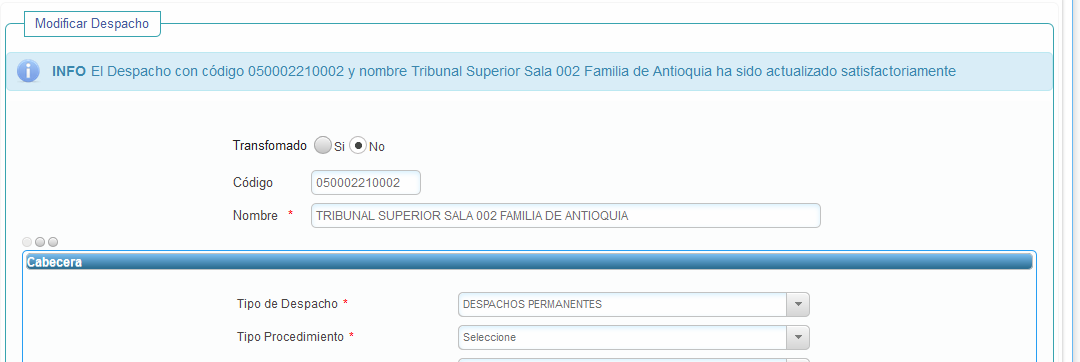 Modificar Despacho
INFO El Despacho con código 050002210002 y nombre Tribunal Superior Sala 002 Familia de Antioquia ha sido actualizado satisfactoriamente
Transfomado Si No
Código 050002210002
Nombre * TRIBUNAL SUPERIOR SALA 002 FAMILIA DE ANTIOQUIA
Cabecera
Tipo de Despacho * DESPACHOS PERMANENTES
Tipo Procedimiento * Seleccione